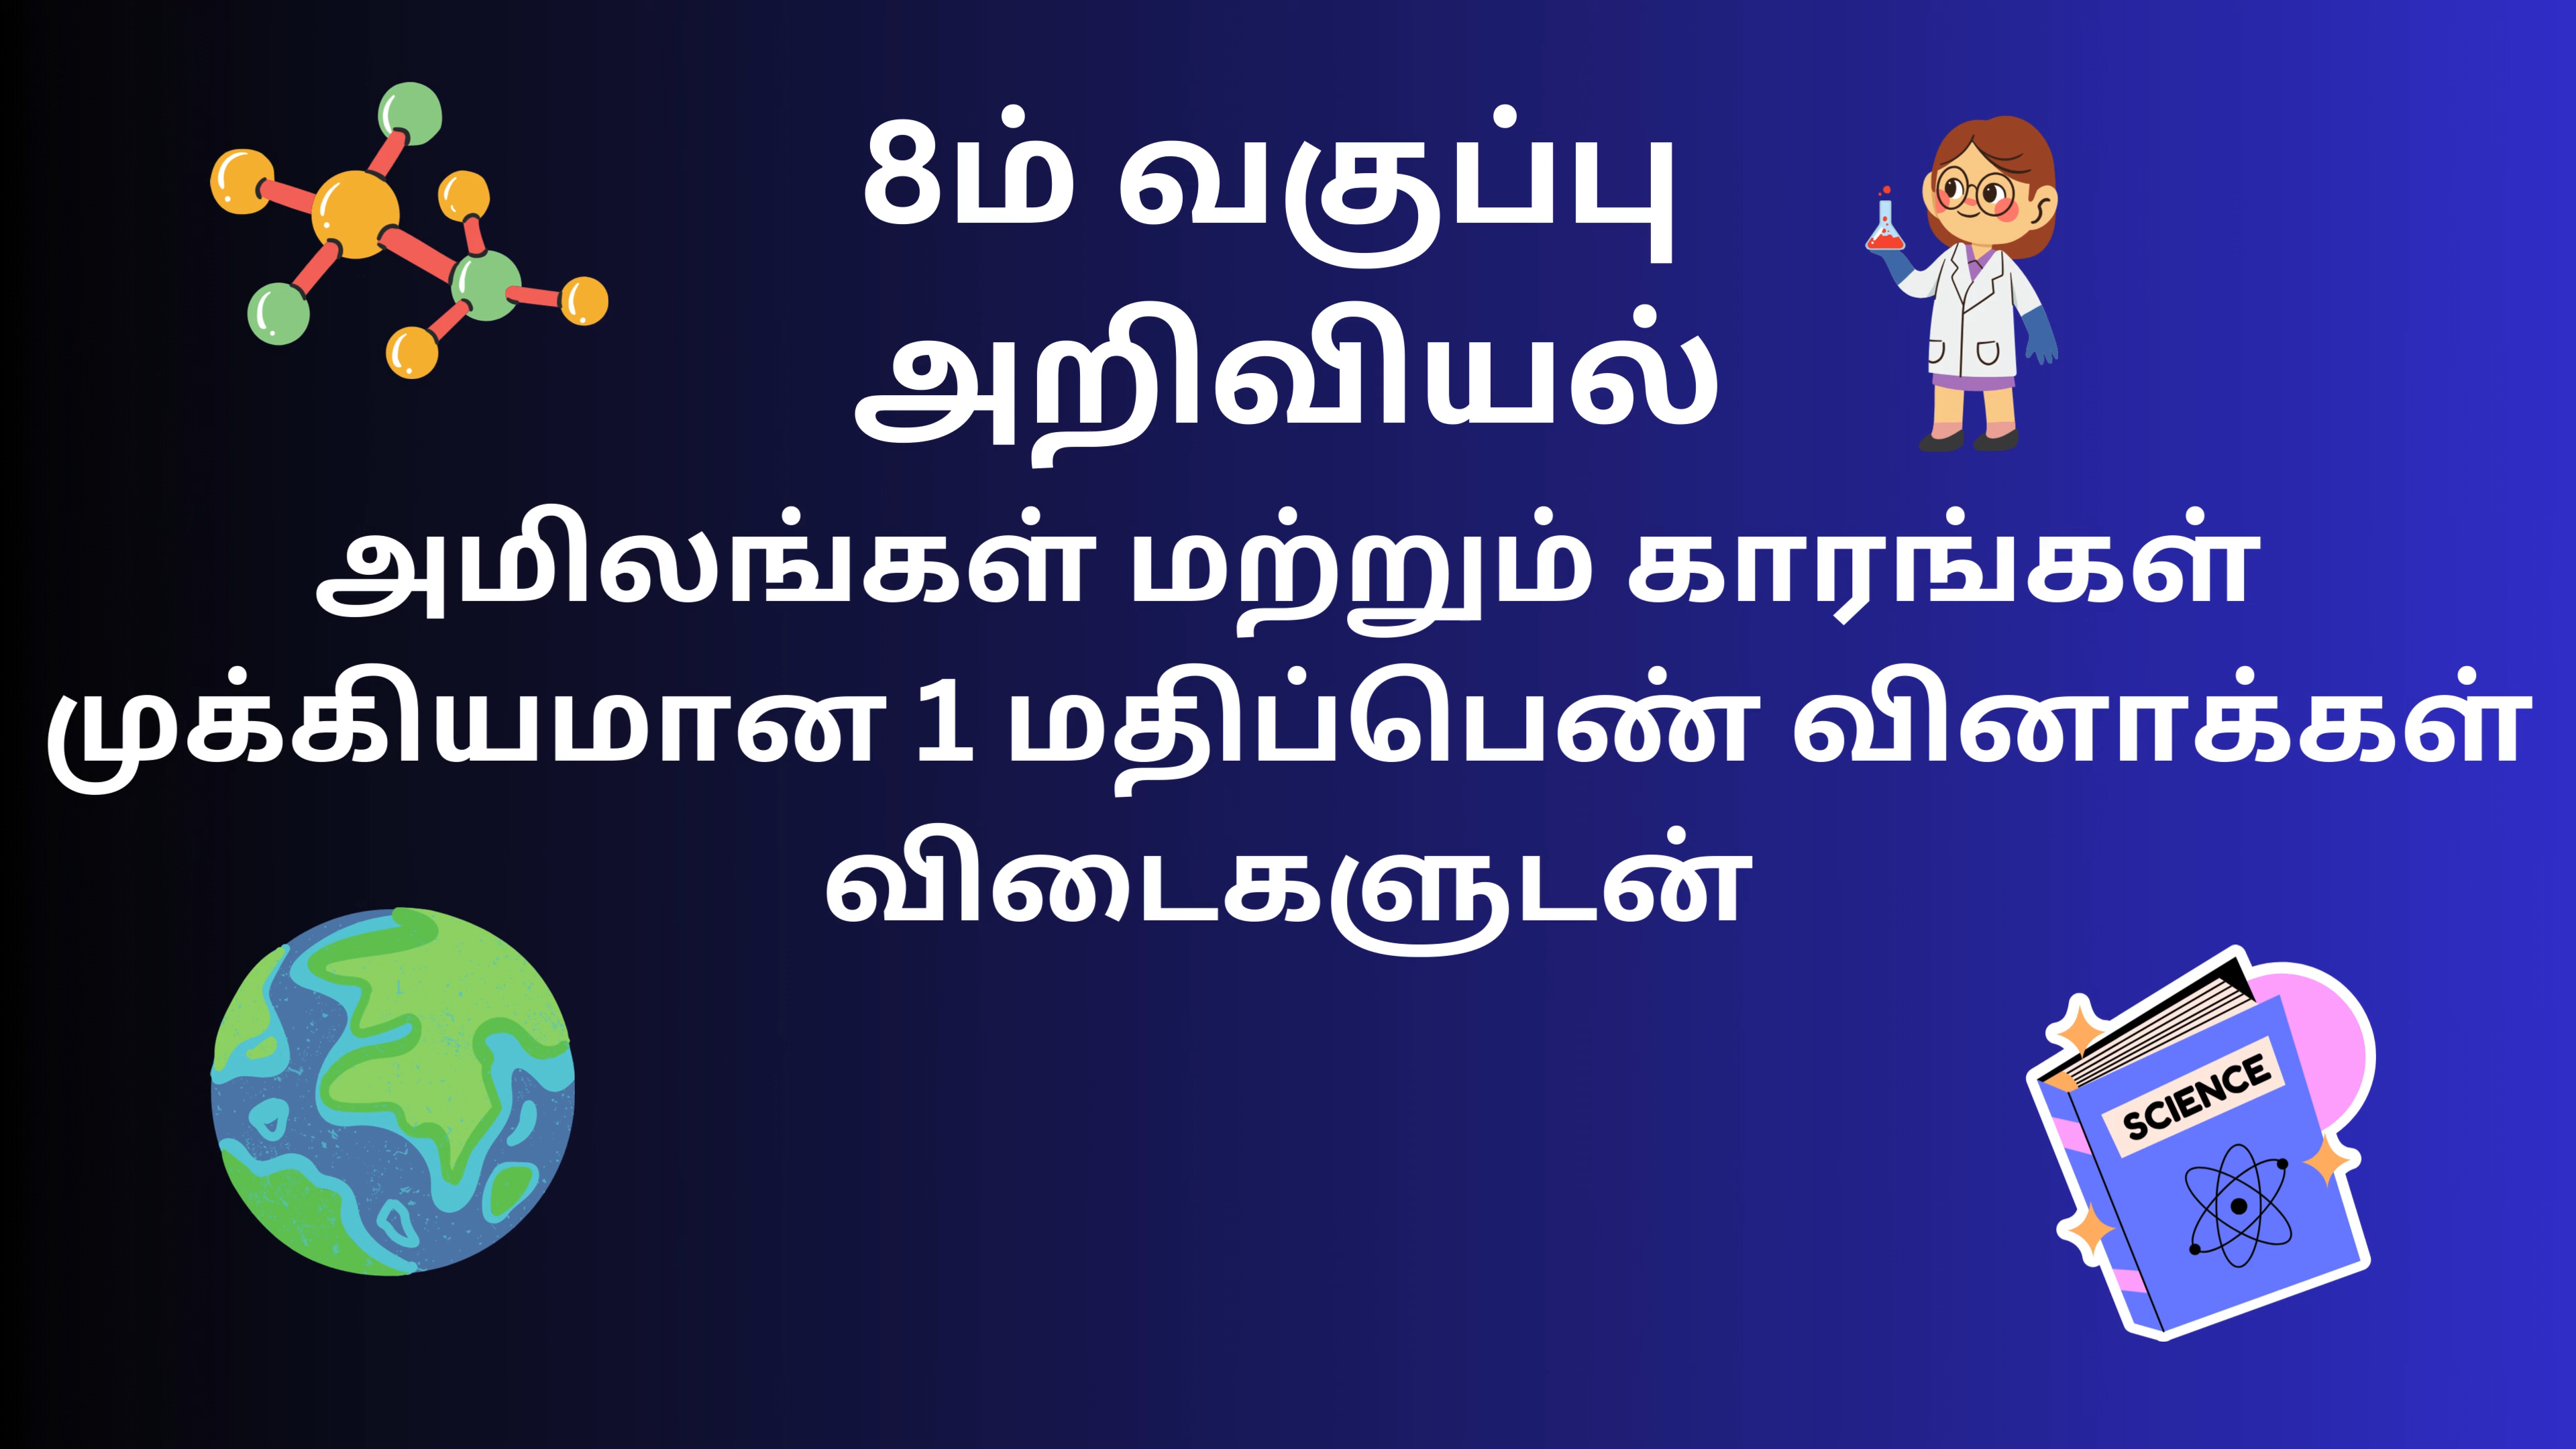 8ம் வகுப்பு
அறிவியல்
அமிலங்கள் மற்றும் காரங்கள்
முக்கியமான 1 மதிப்பெண் வினாக்கள்
விடைகளுடன்
SCIENCE